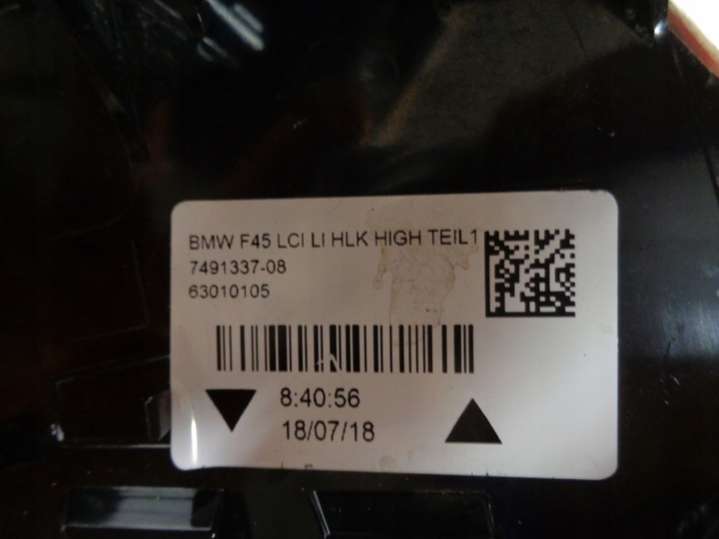 BMW F45 LCI LI HLK HIGH TEIL1
7491337-08
63010105
8:40:56
18/07/18